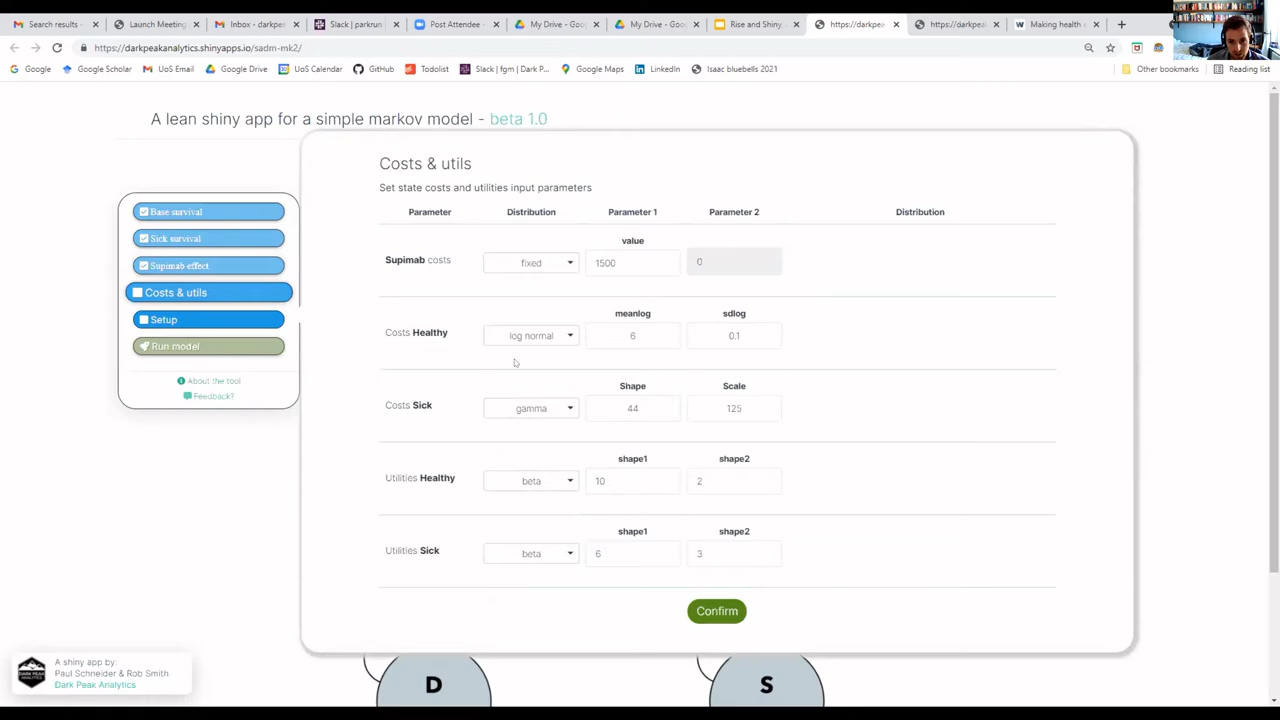 Search results -
Launch Meeting
Inbox - darkpe
Slack | parkrun
Post Attendee -
My Drive - Goo
My Drive - Goo
Rise and Shiny
https://darkpea
https://darkpea
Making health e
https://darkpeakanalytics.shinyapps.io/sadm-mk2/
Google
Google Scholar
UoS Email
Google Drive
UoS Calendar
GitHub
Todolist
Google Maps
LinkedIn
Isaac bluebells 2021
Other bookmarks
Reading list
A lean shiny app for a simple markov model - beta 1.0
Base survival
Sick survival
Supimab effect
Costs & utils
Setup
Run model
About the tool
Feedback?
Costs & utils
Set state costs and utilities input parameters
Parameter Distribution Parameter 1 Parameter 2 Distribution
value
Supimab costs fixed 1500 0
meanlog sdlog
Costs Healthy log normal 6 0.1
Shape Scale
Costs Sick gamma 44 125
shape1 shape2
Utilities Healthy beta 10 2
shape1 shape2
Utilities Sick beta 6 3
Confirm
D S
A shiny app by:
Paul Schneider & Rob Smith
Dark Peak Analytics